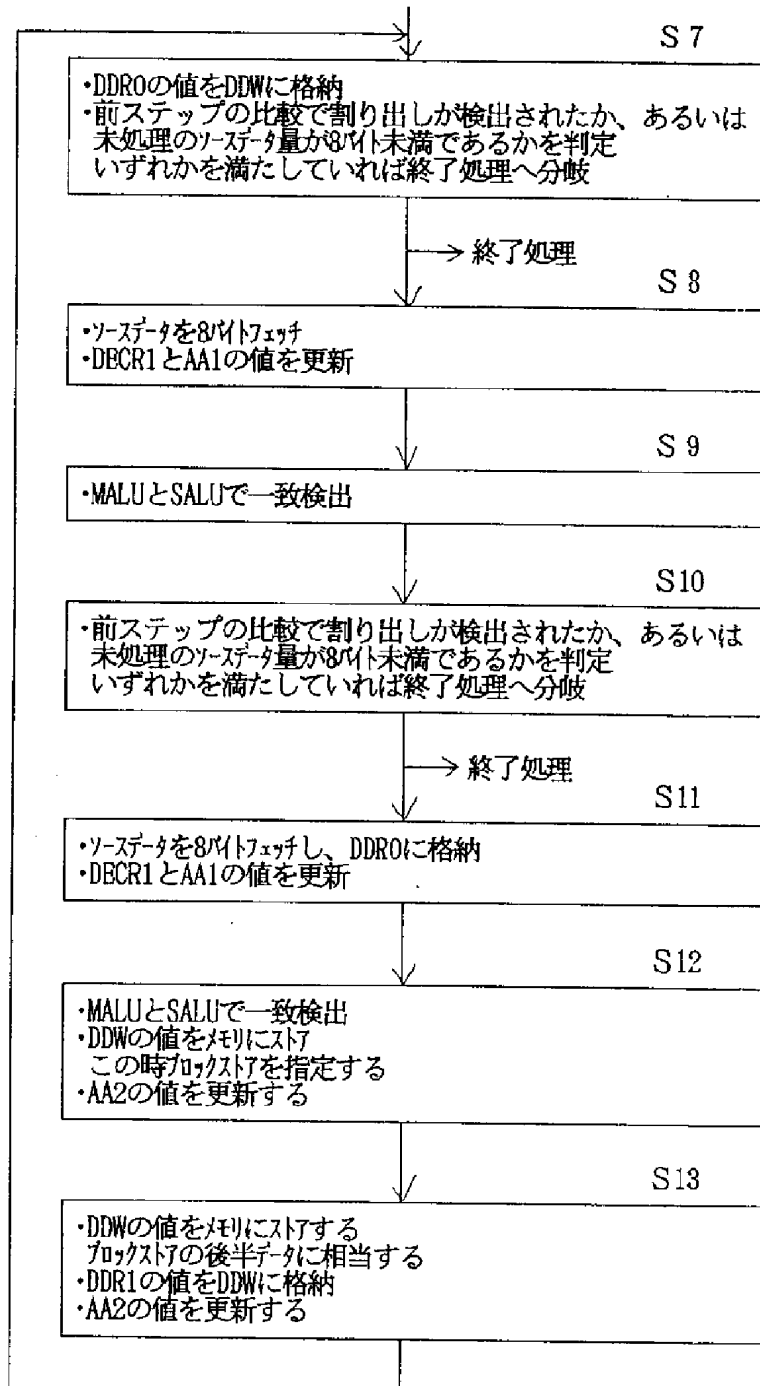 S 7
・DDR0の値をDDWに格納
・前ステップの比較で割り出しが検出されたか、あるいは
未処理のソースデータ量が8バイト未満であるかを判定
いずれかを満たしていれば終了処理へ分岐
終了処理
S 8
・ソースデータを8バイトフェッチ
・DECR1とAA1の値を更新
S 9
・MALUとSALUで一致検出
S10
・前ステップの比較で割り出しが検出されたか、あるいは
未処理のソースデータ量が8バイト未満であるかを判定
いずれかを満たしていれば終了処理へ分岐
終了処理
S11
・ソースデータを8バイトフェッチし、DDR0に格納
・DECR1とAA1の値を更新
S12
・MALUとSALUで一致検出
・DDWの値をメモリにストア
この時ブロックストアを指定する
・AA2の値を更新する
S13
・DDWの値をメモリにストアする
ブロックストアの後半データに相当する
・DDR1の値をDDWに格納
・AA2の値を更新する